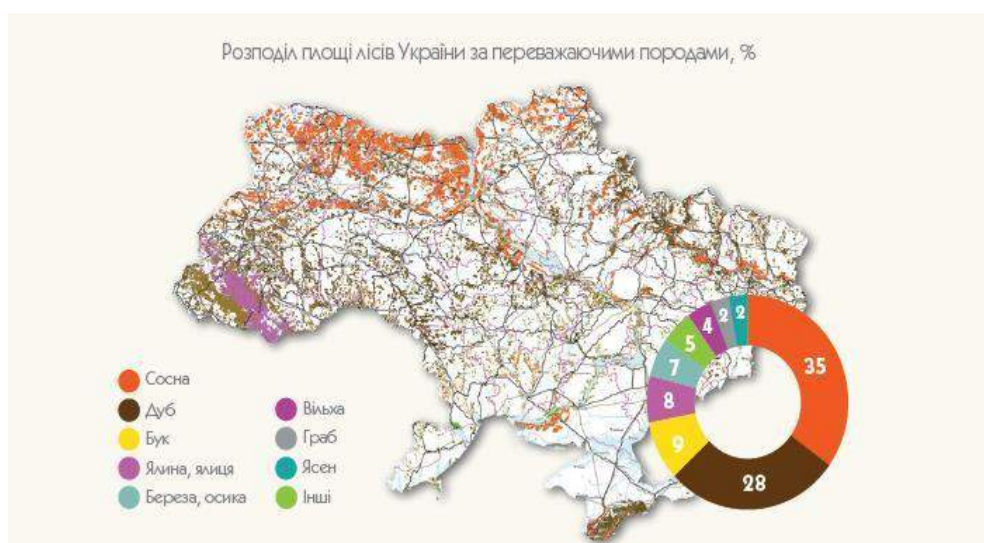 Розподіл площі лісів України за переважаючими породами, %
Сосна
Дуб
Бук
Ялина, ялиця
Береза, осика
Вільха
Граб
Ясен
Інші
35
28
9
8
7
5
4
2
2